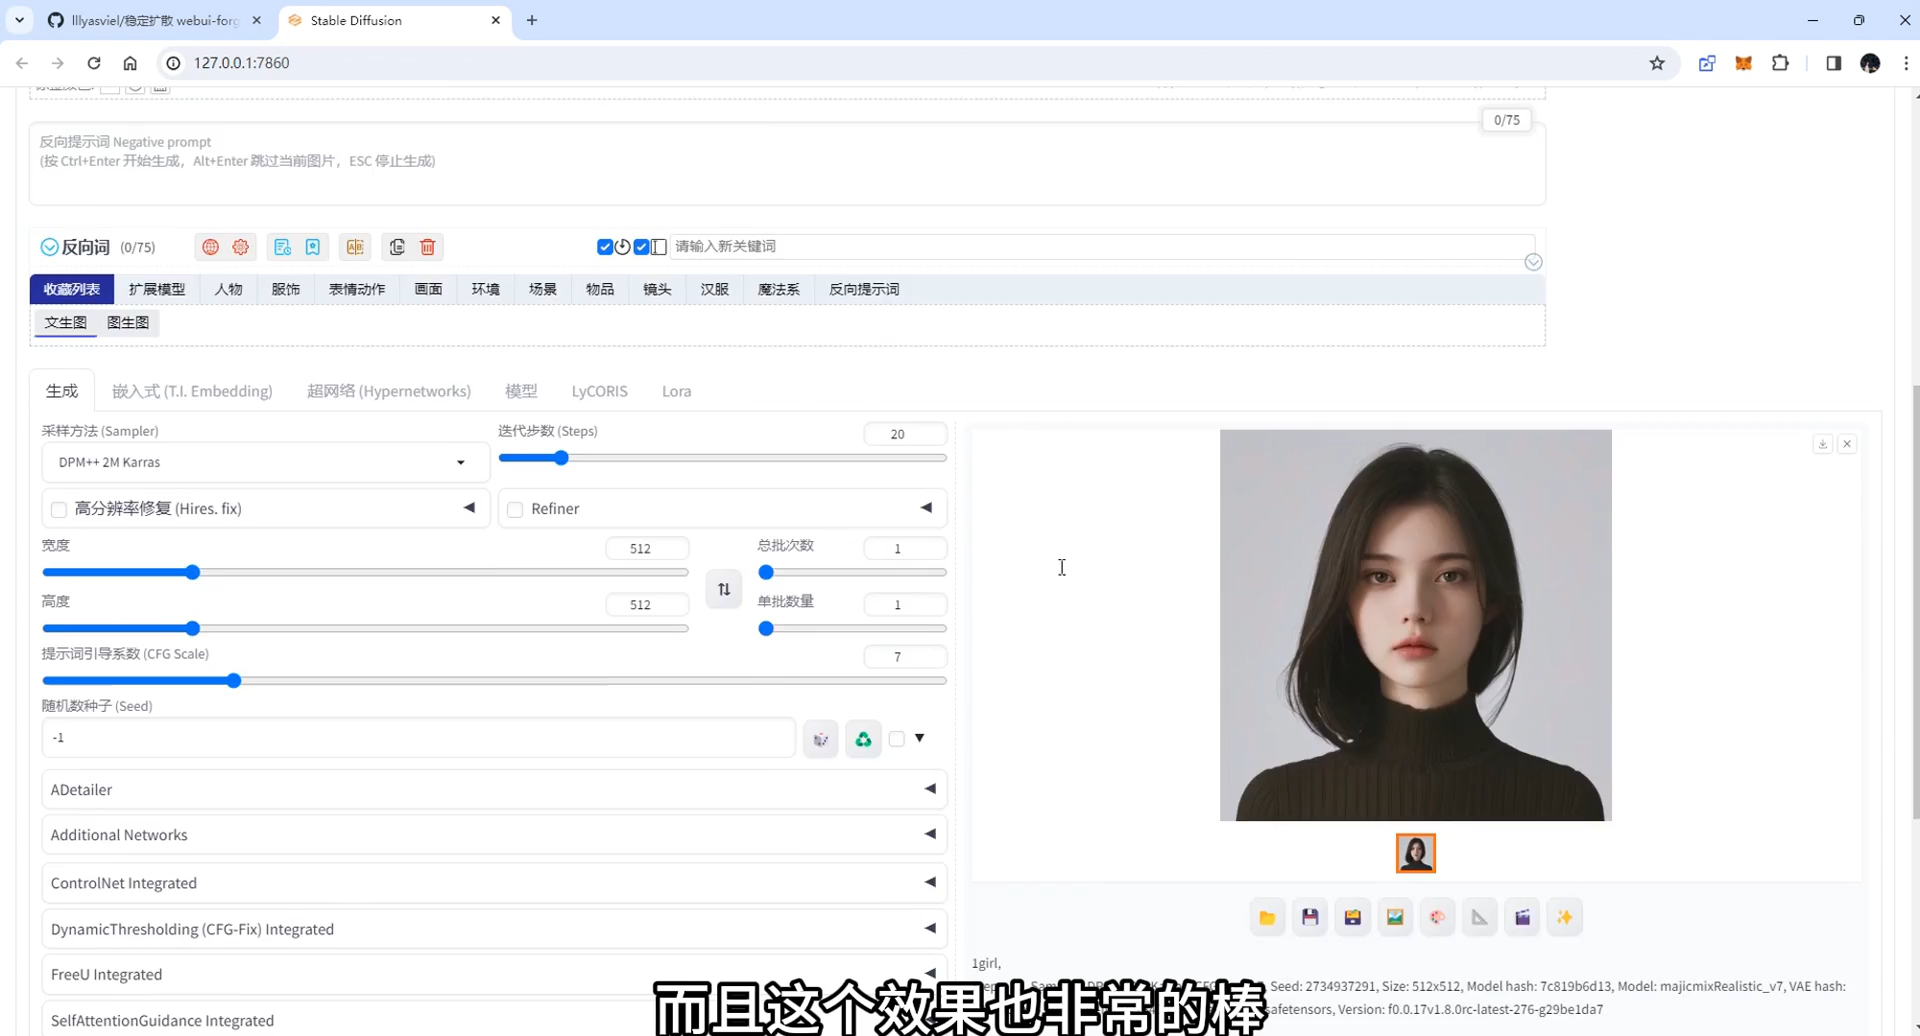 lllyasviel/稳定扩散 webui-forg
Stable Diffusion
127.0.0.1:7860
0/75
反向提示词 Negative prompt
(按 Ctrl+Enter 开始生成，Alt+Enter 跳过当前图片，ESC 停止生成)
反向词 (0/75)
请输入新关键词
收藏列表 扩展模型 人物 服饰 表情动作 画面 环境 场景 物品 镜头 汉服 魔法系 反向提示词
文生图 图生图
生成 嵌入式 (T.I. Embedding) 超网络 (Hypernetworks) 模型 LyCORIS Lora
采样方法 (Sampler)
DPM++ 2M Karras
迭代步数 (Steps)
20
高分辨率修复 (Hires. fix)
Refiner
宽度
512
总批次数
1
高度
512
单批数量
1
提示词引导系数 (CFG Scale)
7
随机数种子 (Seed)
-1
ADetailer
Additional Networks
ControlNet Integrated
DynamicThresholding (CFG-Fix) Integrated
FreeU Integrated
SelfAttentionGuidance Integrated
1girl,
Seed: 2734937291, Size: 512x512, Model hash: 7c819b6d13, Model: majicmixRealistic_v7, VAE hash:
safetensors, Version: f0.0.17v1.8.0rc-latest-276-g29be1da7
而且这个效果也非常的棒